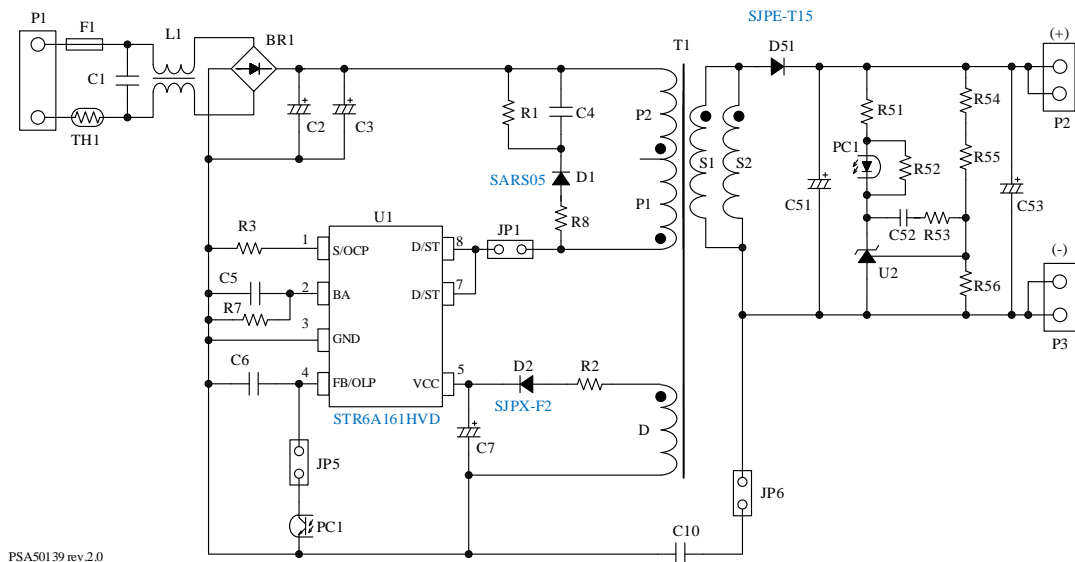 SJPE-T15
P1
F1
L1
BR1
T1
D51
(+)
C1
TH1
C2
C3
R1
C4
P2
S1
S2
R51
R54
P2
PC1
R52
R55
SARS05
D1
P1
R8
C51
C52
R53
C53
U1
R3
1
S/OCP
D/ST
8
JP1
U2
(-)
C5
2
BA
D/ST
7
R56
R7
3
GND
P3
C6
4
FB/OLP
VCC
5
D2
R2
STR6A161HVD
SJPX-F2
D
C7
JP5
JP6
PC1
C10
PSA50139 rev.2.0
+
+
+
+
+